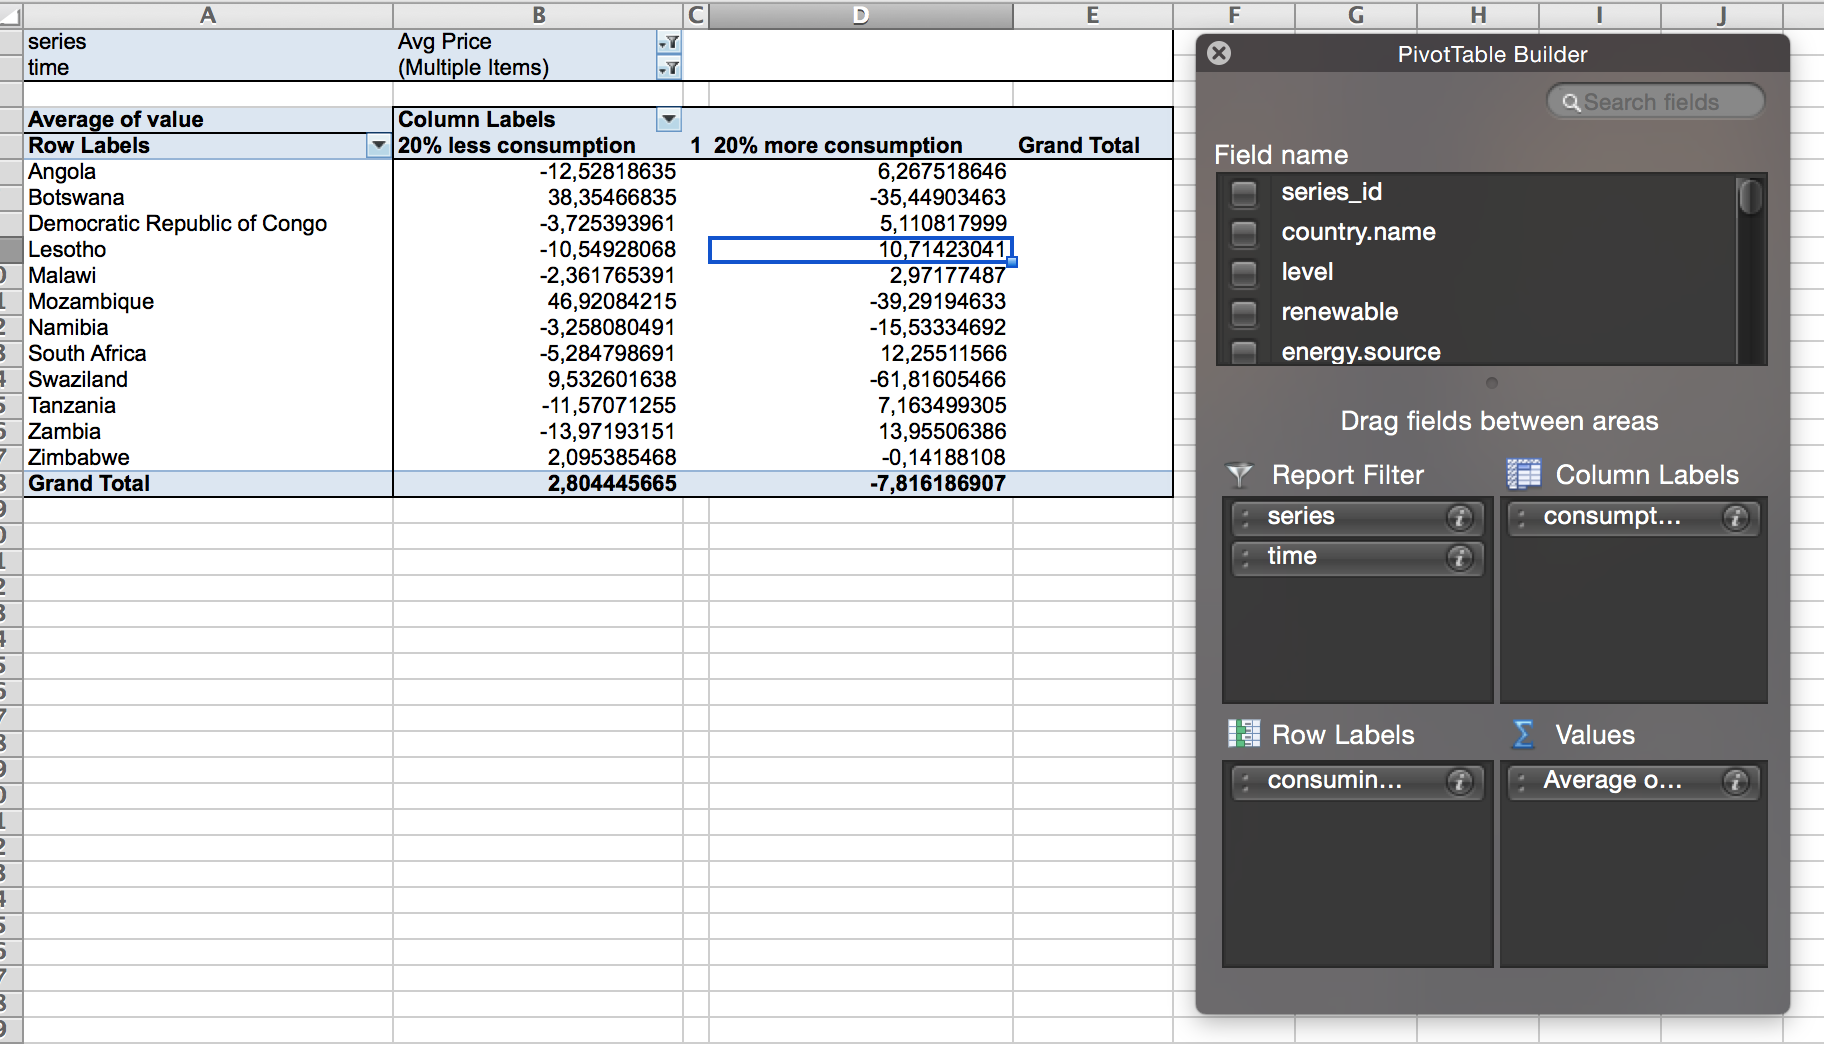 A B C D E F G H I J
series Avg Price
time (Multiple Items)
Average of value Column Labels
Row Labels 20% less consumption 1 20% more consumption Grand Total
Angola -12,52818635 6,267518646
Botswana 38,35466835 -35,44903463
Democratic Republic of Congo -3,725393961 5,110817999
Lesotho -10,54928068 10,71423041
Malawi -2,361765391 2,97177487
Mozambique 46,92084215 -39,29194633
Namibia -3,258080491 -15,53334692
South Africa -5,284798691 12,25511566
Swaziland 9,532601638 -61,81605466
Tanzania -11,57071255 7,163499305
Zambia -13,97193151 13,95506386
Zimbabwe 2,095385468 -0,14188108
Grand Total 2,804445665 -7,816186907
PivotTable Builder
Search fields
Field name
series_id
country.name
level
renewable
energy.source
Drag fields between areas
Report Filter Column Labels
series consumpt...
time
Row Labels Values
consumin... Average o...